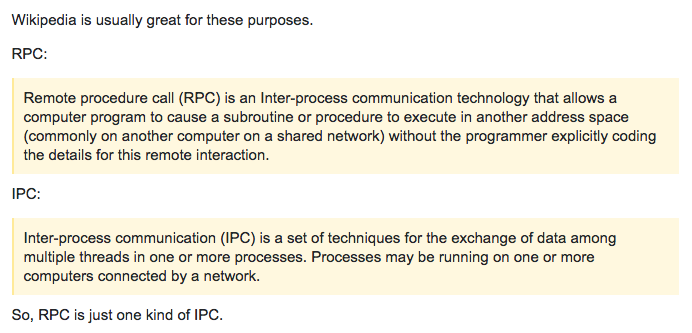 Wikipedia is usually great for these purposes.
RPC:
Remote procedure call (RPC) is an Inter-process communication technology that allows a
computer program to cause a subroutine or procedure to execute in another address space
(commonly on another computer on a shared network) without the programmer explicitly coding
the details for this remote interaction.
IPC:
Inter-process communication (IPC) is a set of techniques for the exchange of data among
multiple threads in one or more processes. Processes may be running on one or more
computers connected by a network.
So, RPC is just one kind of IPC.